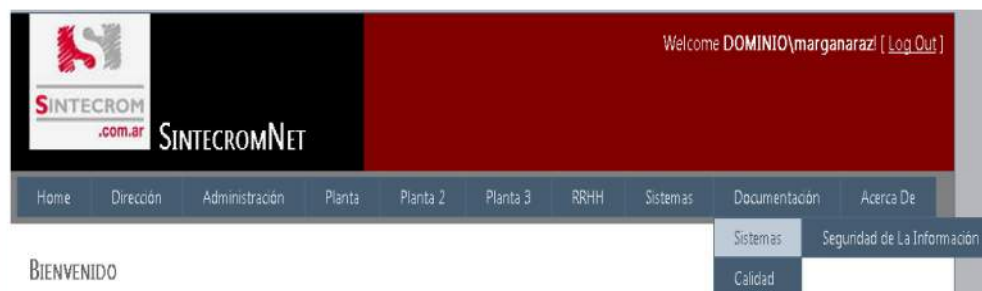 Welcome DOMINIO\marganaraz! [ Log Out ]
SINTECROM
.com.ar
SINTECROMNET
Home Dirección Administración Planta Planta 2 Planta 3 RRHH Sistemas Documentación Acerca De
Sistemas Seguridad de La Información
BIENVENIDO
Calidad